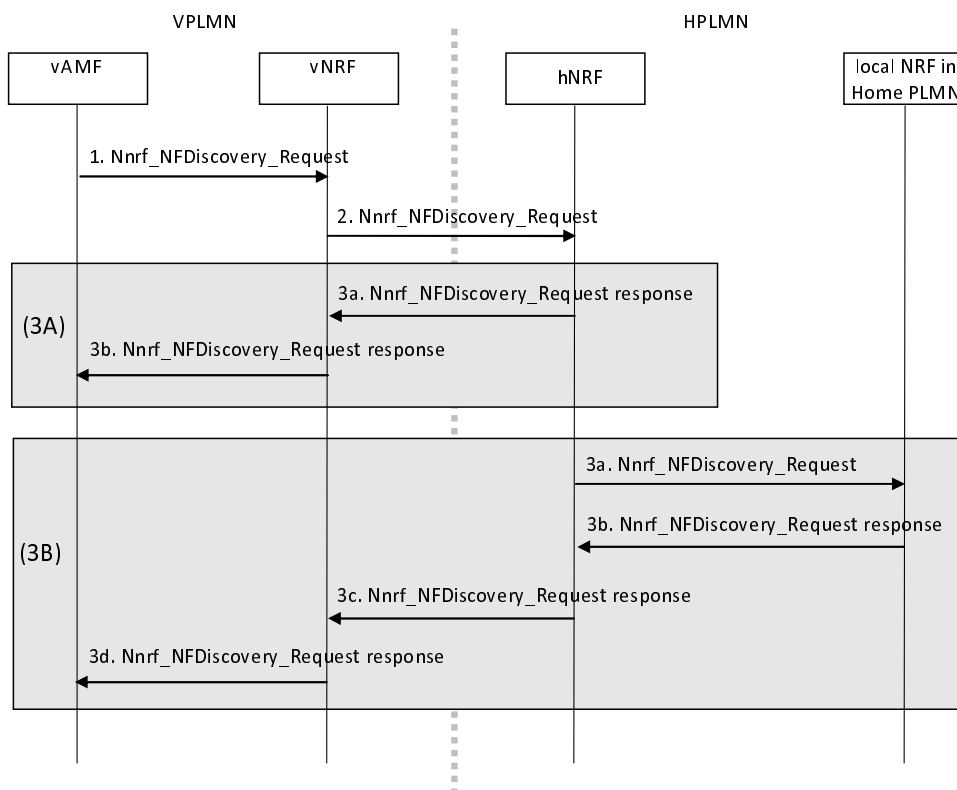 VPLMN
HPLMN
vAMF
vNRF
hNRF
local NRF in
Home PLMN
1. Nnrf_NFDiscovery_Request
2. Nnrf_NFDiscovery_Request
(3A)
3a. Nnrf_NFDiscovery_Request response
3b. Nnrf_NFDiscovery_Request response
(3B)
3a. Nnrf_NFDiscovery_Request
3b. Nnrf_NFDiscovery_Request response
3c. Nnrf_NFDiscovery_Request response
3d. Nnrf_NFDiscovery_Request response